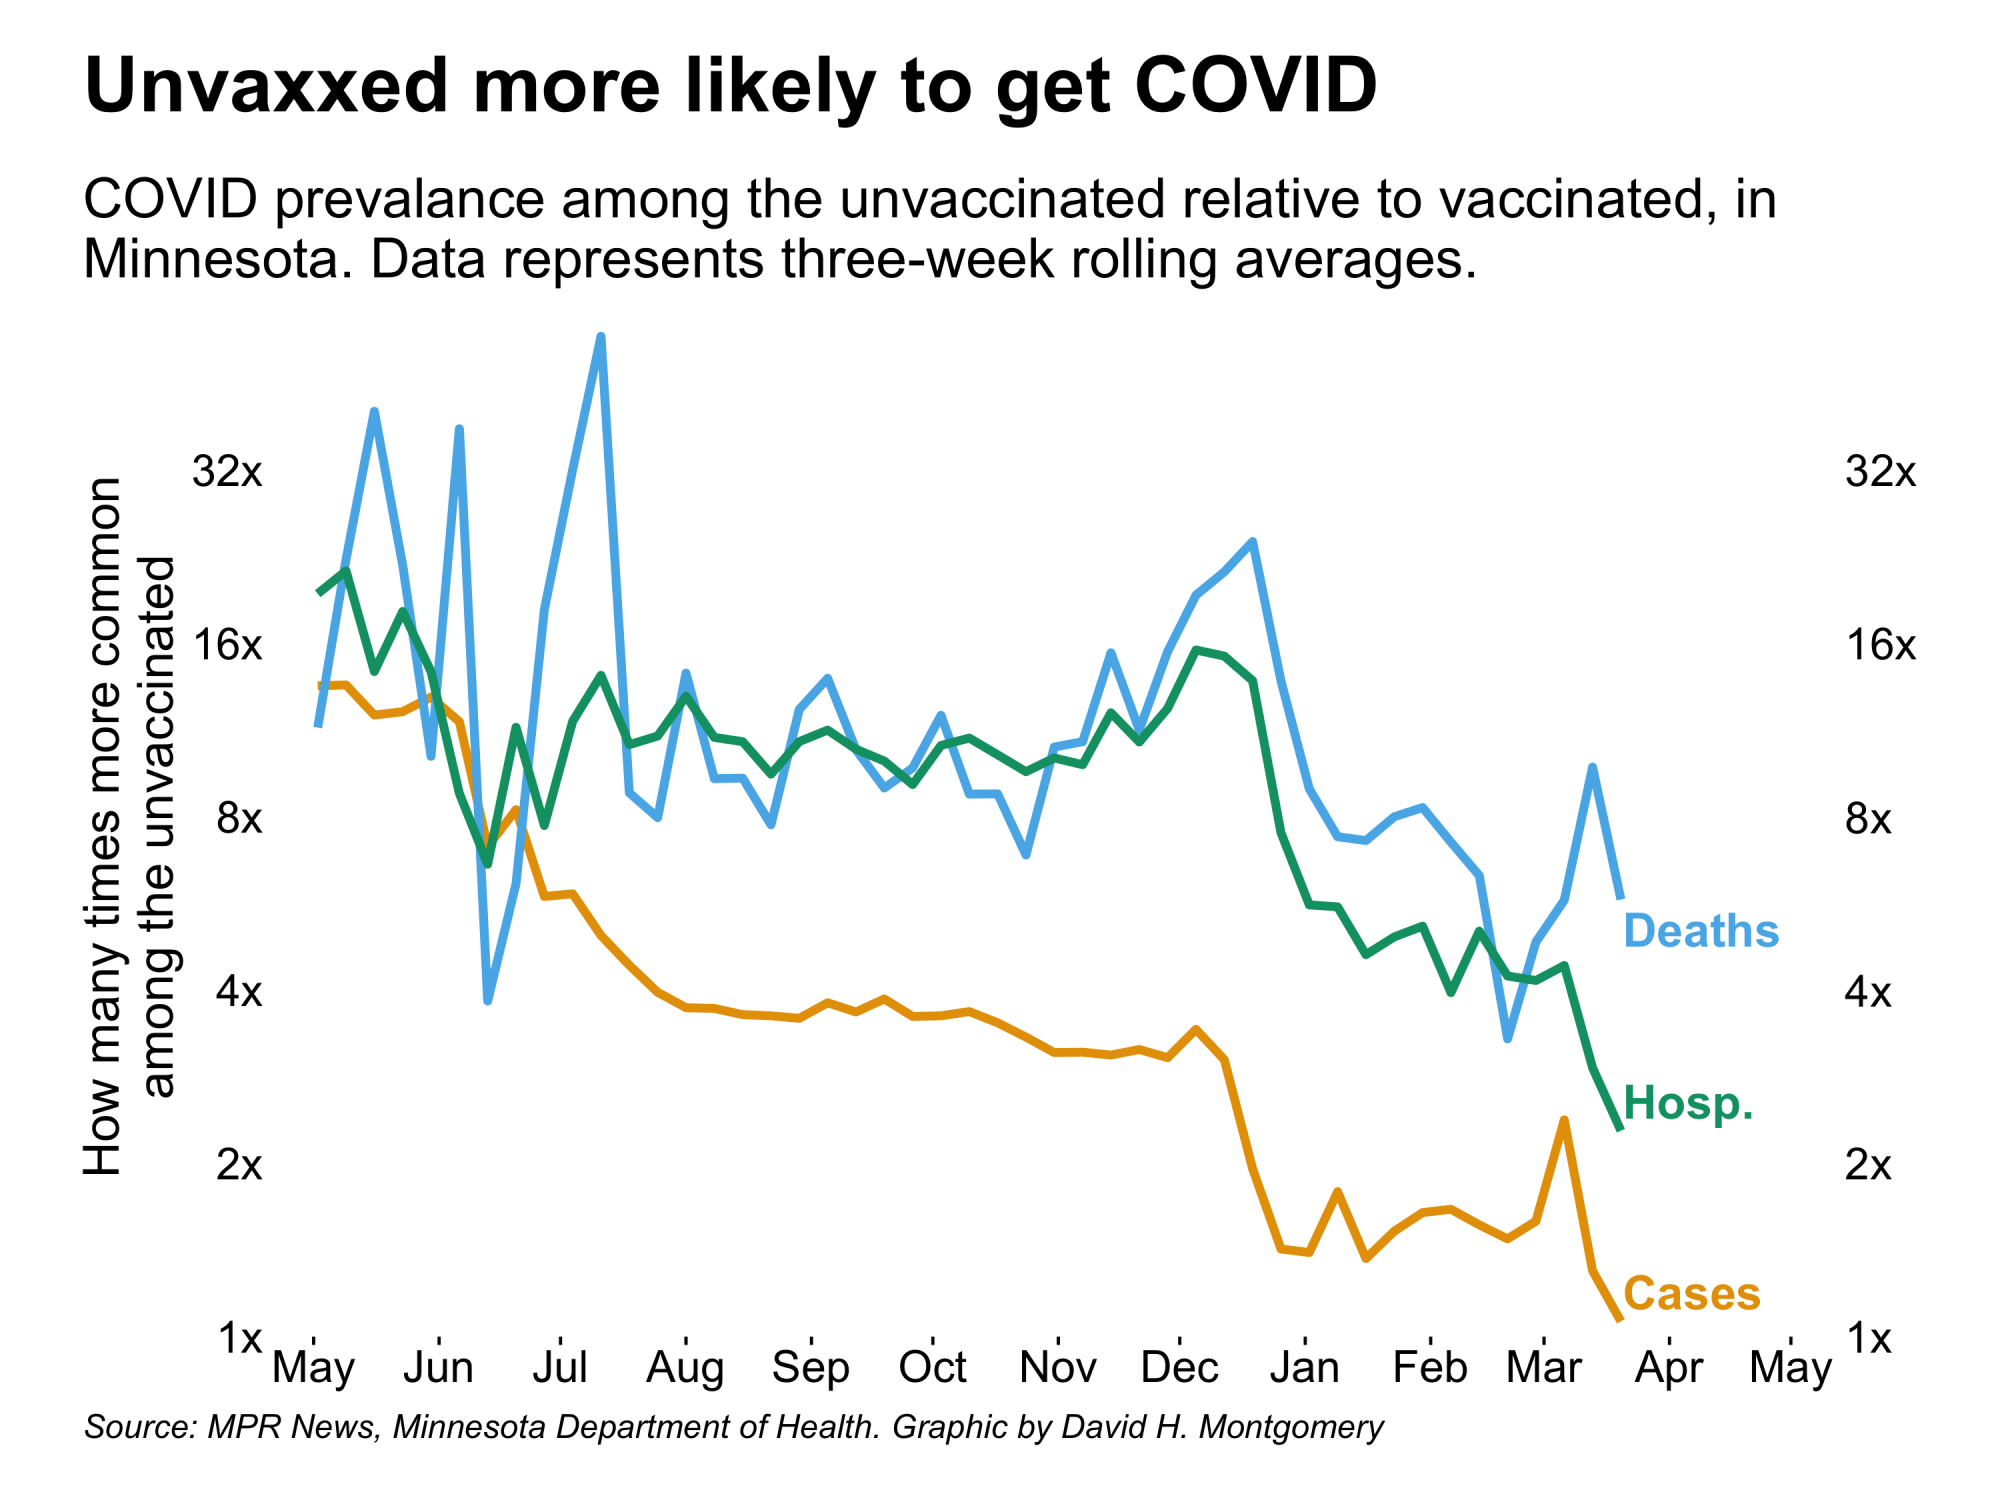 Unvaxxed more likely to get COVID
COVID prevalance among the unvaccinated relative to vaccinated, in
Minnesota. Data represents three-week rolling averages.
How many times more common
among the unvaccinated
32x
32x
16x
16x
8x
8x
4x
4x
2x
2x
1x
1x
Deaths
Hosp.
Cases
May Jun Jul Aug Sep Oct Nov Dec Jan Feb Mar Apr May
Source: MPR News, Minnesota Department of Health. Graphic by David H. Montgomery